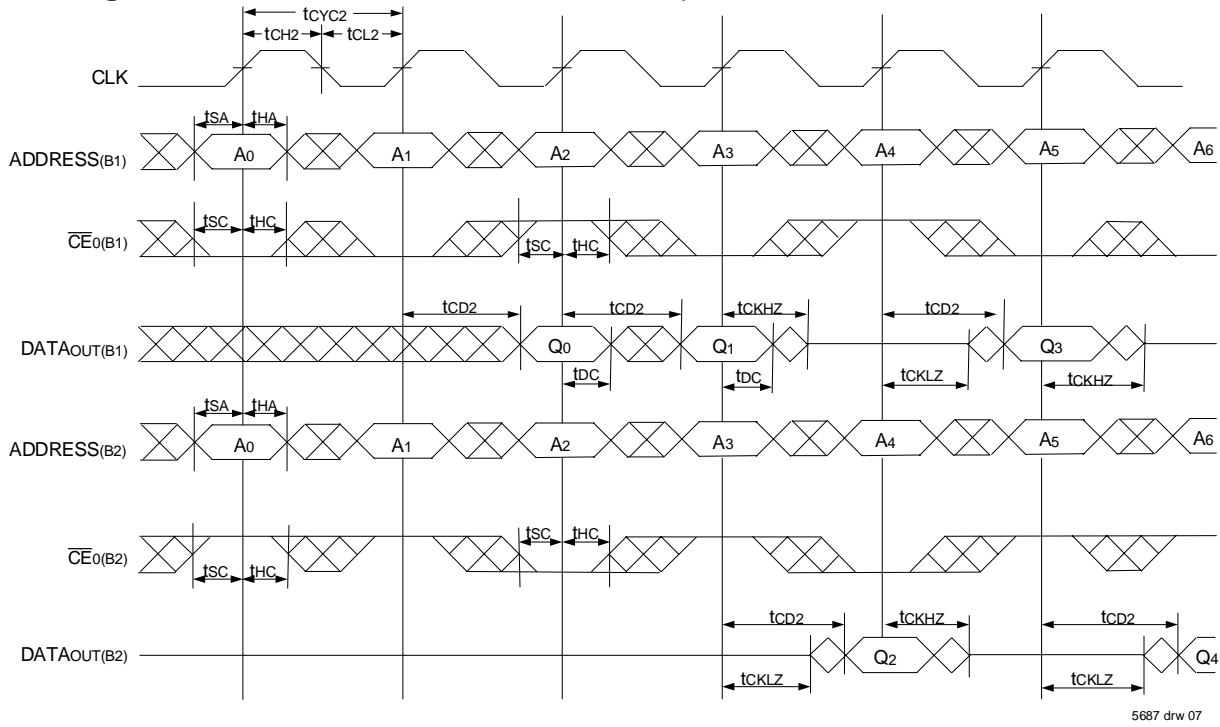 tCYC2
tCH2 tCL2
CLK
tSA tHA
ADDRESS(B1) A0 A1 A2 A3 A4 A5 A6
tSC tHC tSC tHC
CE0(B1)
tCD2 tCD2 tCKHZ tCD2
DATAOUT(B1) Q0 Q1 Q3
tDC tDC tCKLZ tCKHZ
tSA tHA
ADDRESS(B2) A0 A1 A2 A3 A4 A5 A6
tSC tHC
CE0(B2)
tSC tHC
tCD2 tCKHZ tCD2
DATAOUT(B2) Q2 Q4
tCKLZ tCKLZ
5687 drw 07